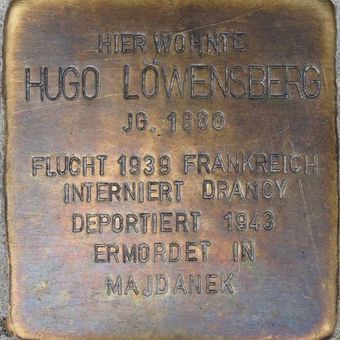 HIER WOHNTE
HUGO LÖWENSBERG
JG. 1880
FLUCHT 1939 FRANKREICH
INTERNIERT DRANCY
DEPORTIERT 1943
ERMORDET IN
MAJDANEK